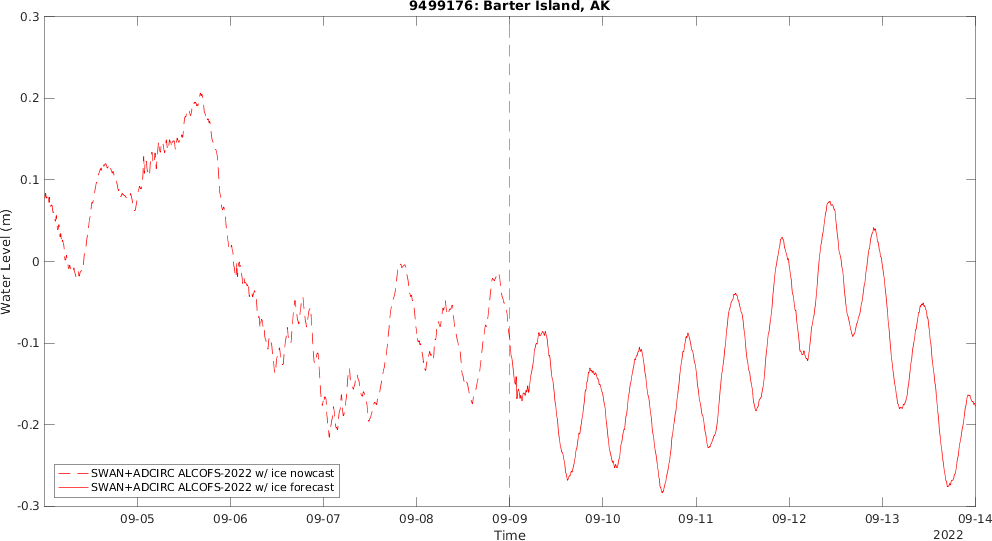 9499176: Barter Island, AK
0.3
0.2
0.1
0
-0.1
-0.2
-0.3
Water Level (m)
SWAN+ADCIRC ALCOFS-2022 w/ ice nowcast
SWAN+ADCIRC ALCOFS-2022 w/ ice forecast
09-05 09-06 09-07 09-08 09-09 09-10 09-11 09-12 09-13 09-14
Time
2022